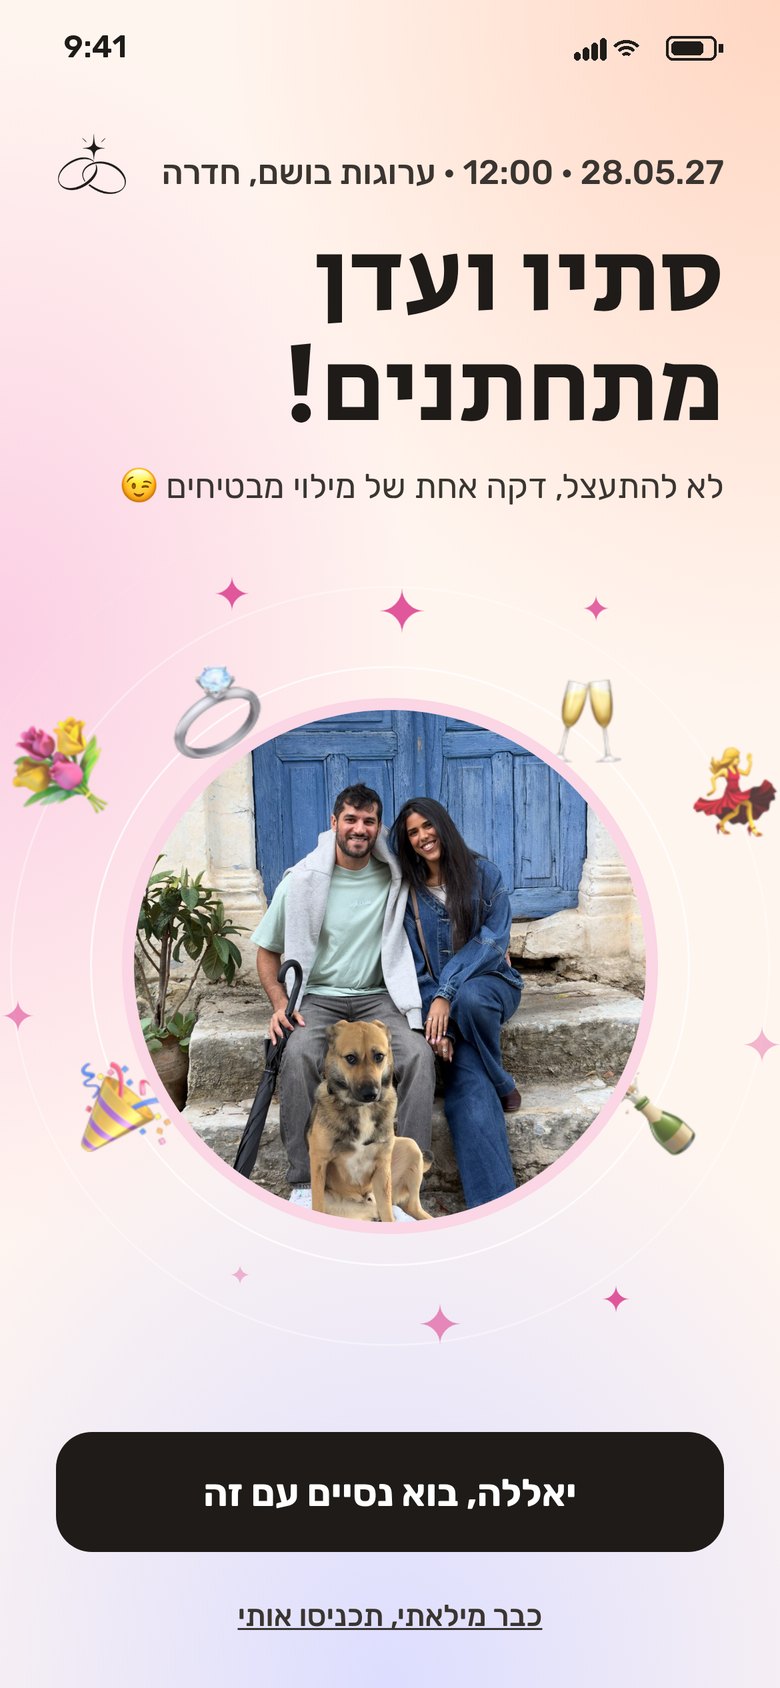 9:41
28.05.27 • 12:00 • ערוגות בושם, חדרה
סתיו ועדן
מתחתנים!
לא להתעצל, דקה אחת של מילוי מבטיחים 😉
יאללה, בוא נסיים עם זה
כבר מילאתי, תכניסו אותי